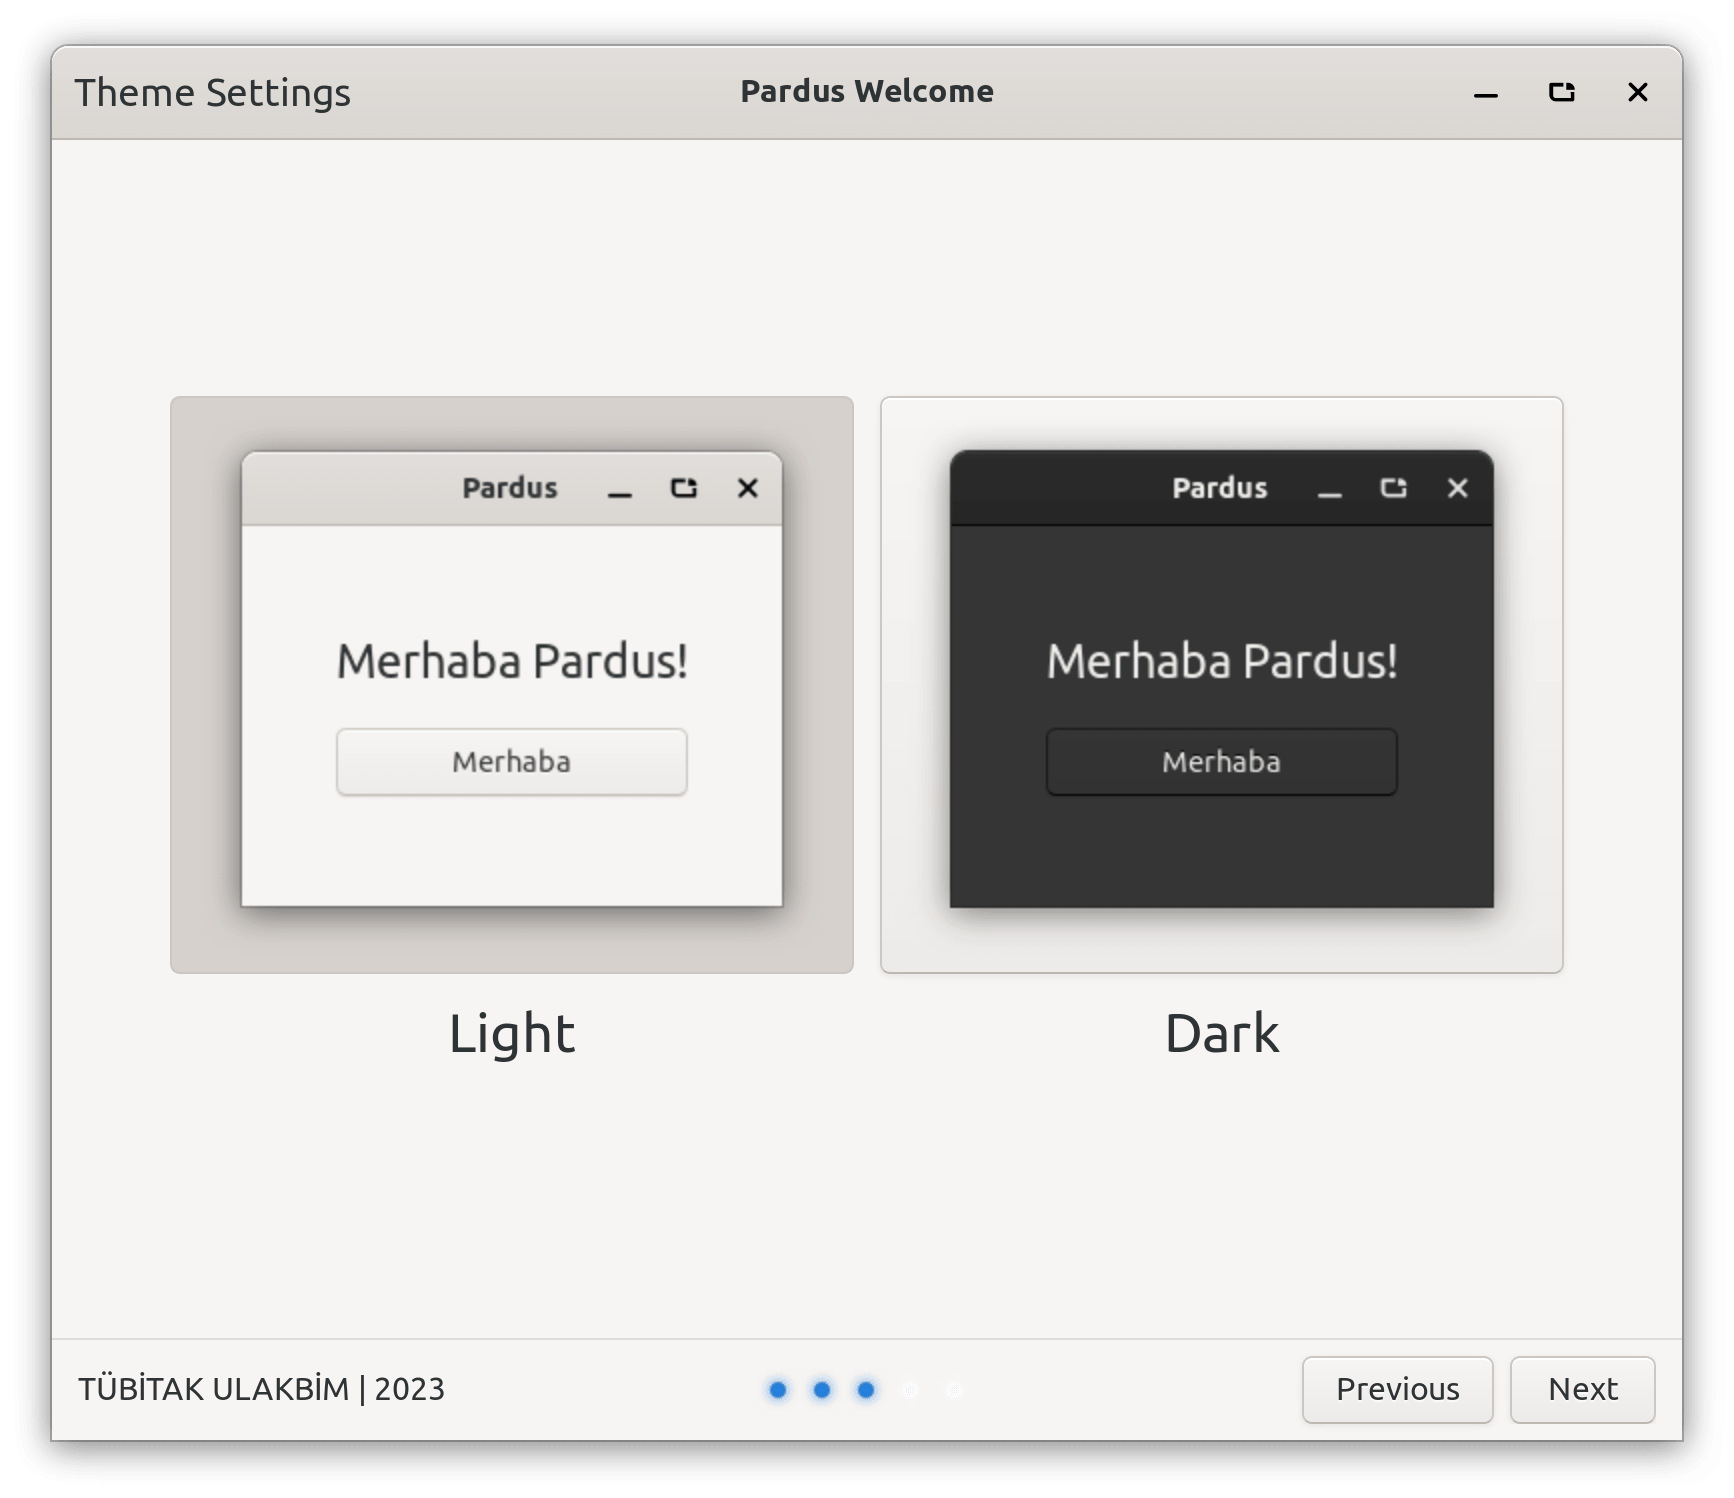 Theme Settings
Pardus Welcome
Pardus
Merhaba Pardus!
Merhaba
Light
Pardus
Merhaba Pardus!
Merhaba
Dark
TÜBİTAK ULAKBİM | 2023
Previous
Next